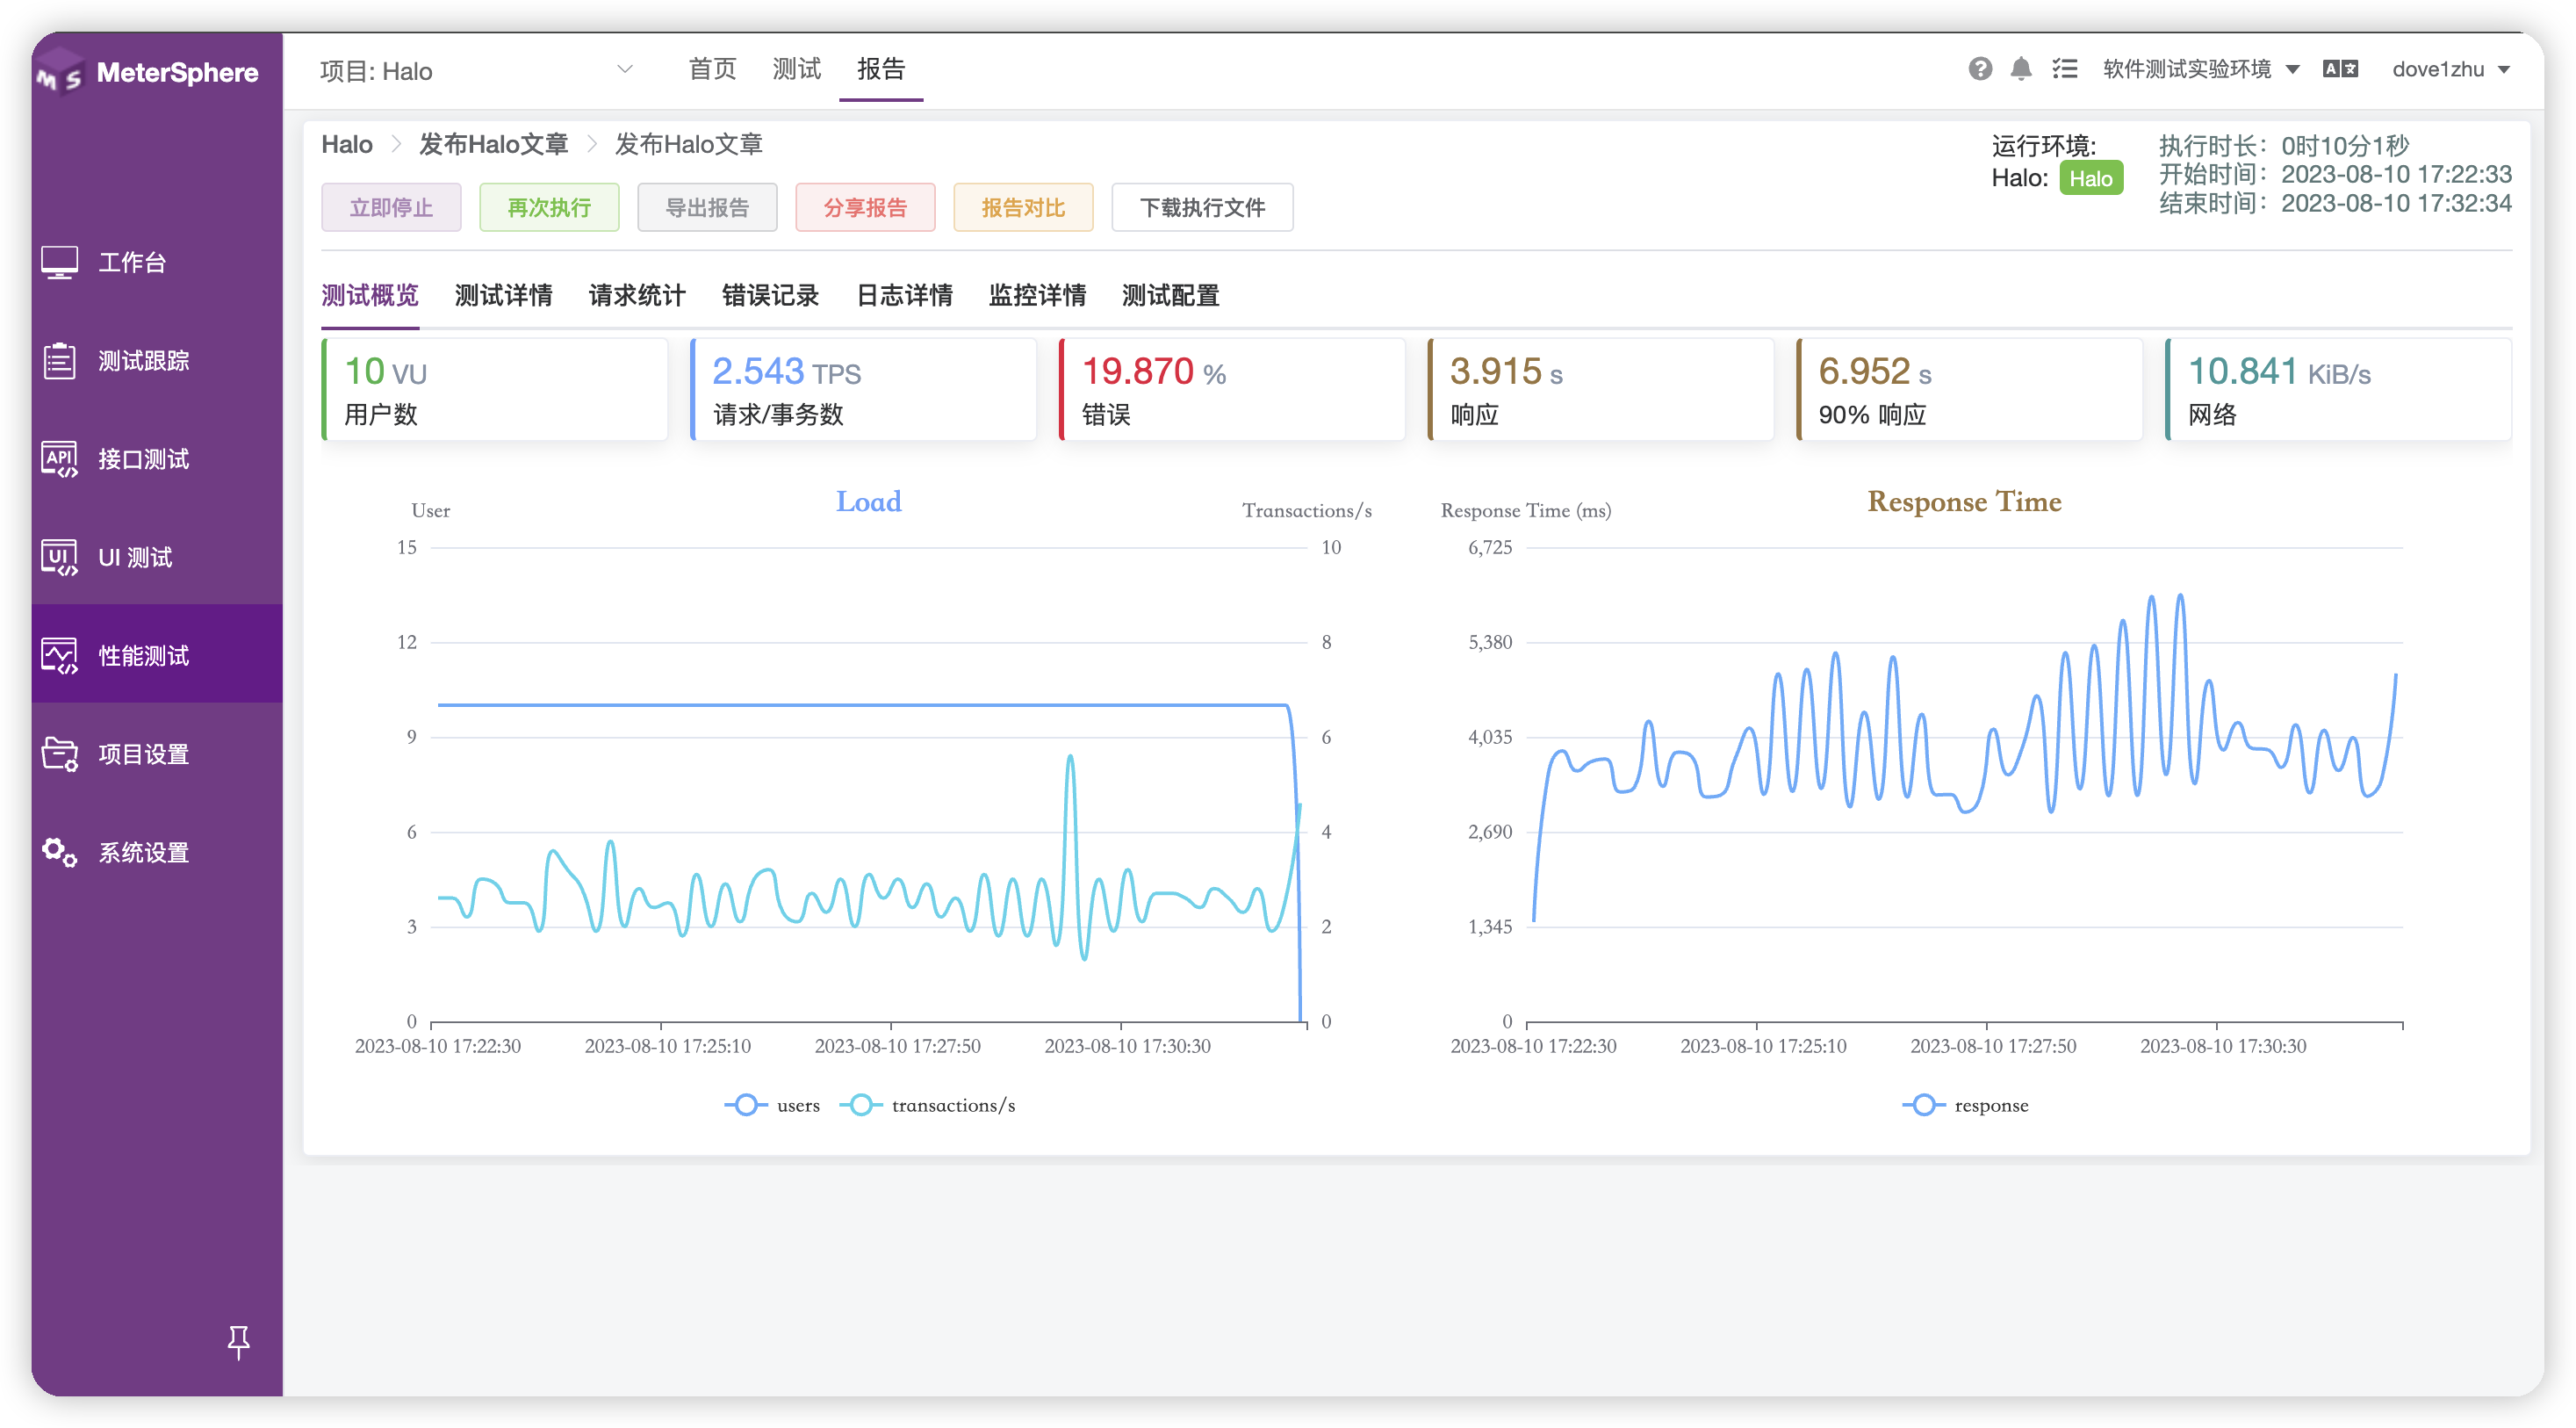 MeterSphere
项目: Halo
首页 测试 报告
软件测试实验环境
dove1zhu
工作台
测试跟踪
接口测试
UI 测试
性能测试
项目设置
系统设置
Halo > 发布Halo文章 > 发布Halo文章
运行环境:
Halo: Halo
执行时长：0时10分1秒
开始时间：2023-08-10 17:22:33
结束时间：2023-08-10 17:32:34
立即停止 再次执行 导出报告 分享报告 报告对比 下载执行文件
测试概览 测试详情 请求统计 错误记录 日志详情 监控详情 测试配置
10 VU
用户数
2.543 TPS
请求/事务数
19.870 %
错误
3.915 s
响应
6.952 s
90% 响应
10.841 KiB/s
网络
Load
User
Transactions/s
15
12
9
6
3
0
10
8
6
4
2
0
2023-08-10 17:22:30 2023-08-10 17:25:10 2023-08-10 17:27:50 2023-08-10 17:30:30
users transactions/s
Response Time
Response Time (ms)
6,725
5,380
4,035
2,690
1,345
0
2023-08-10 17:22:30 2023-08-10 17:25:10 2023-08-10 17:27:50 2023-08-10 17:30:30
response